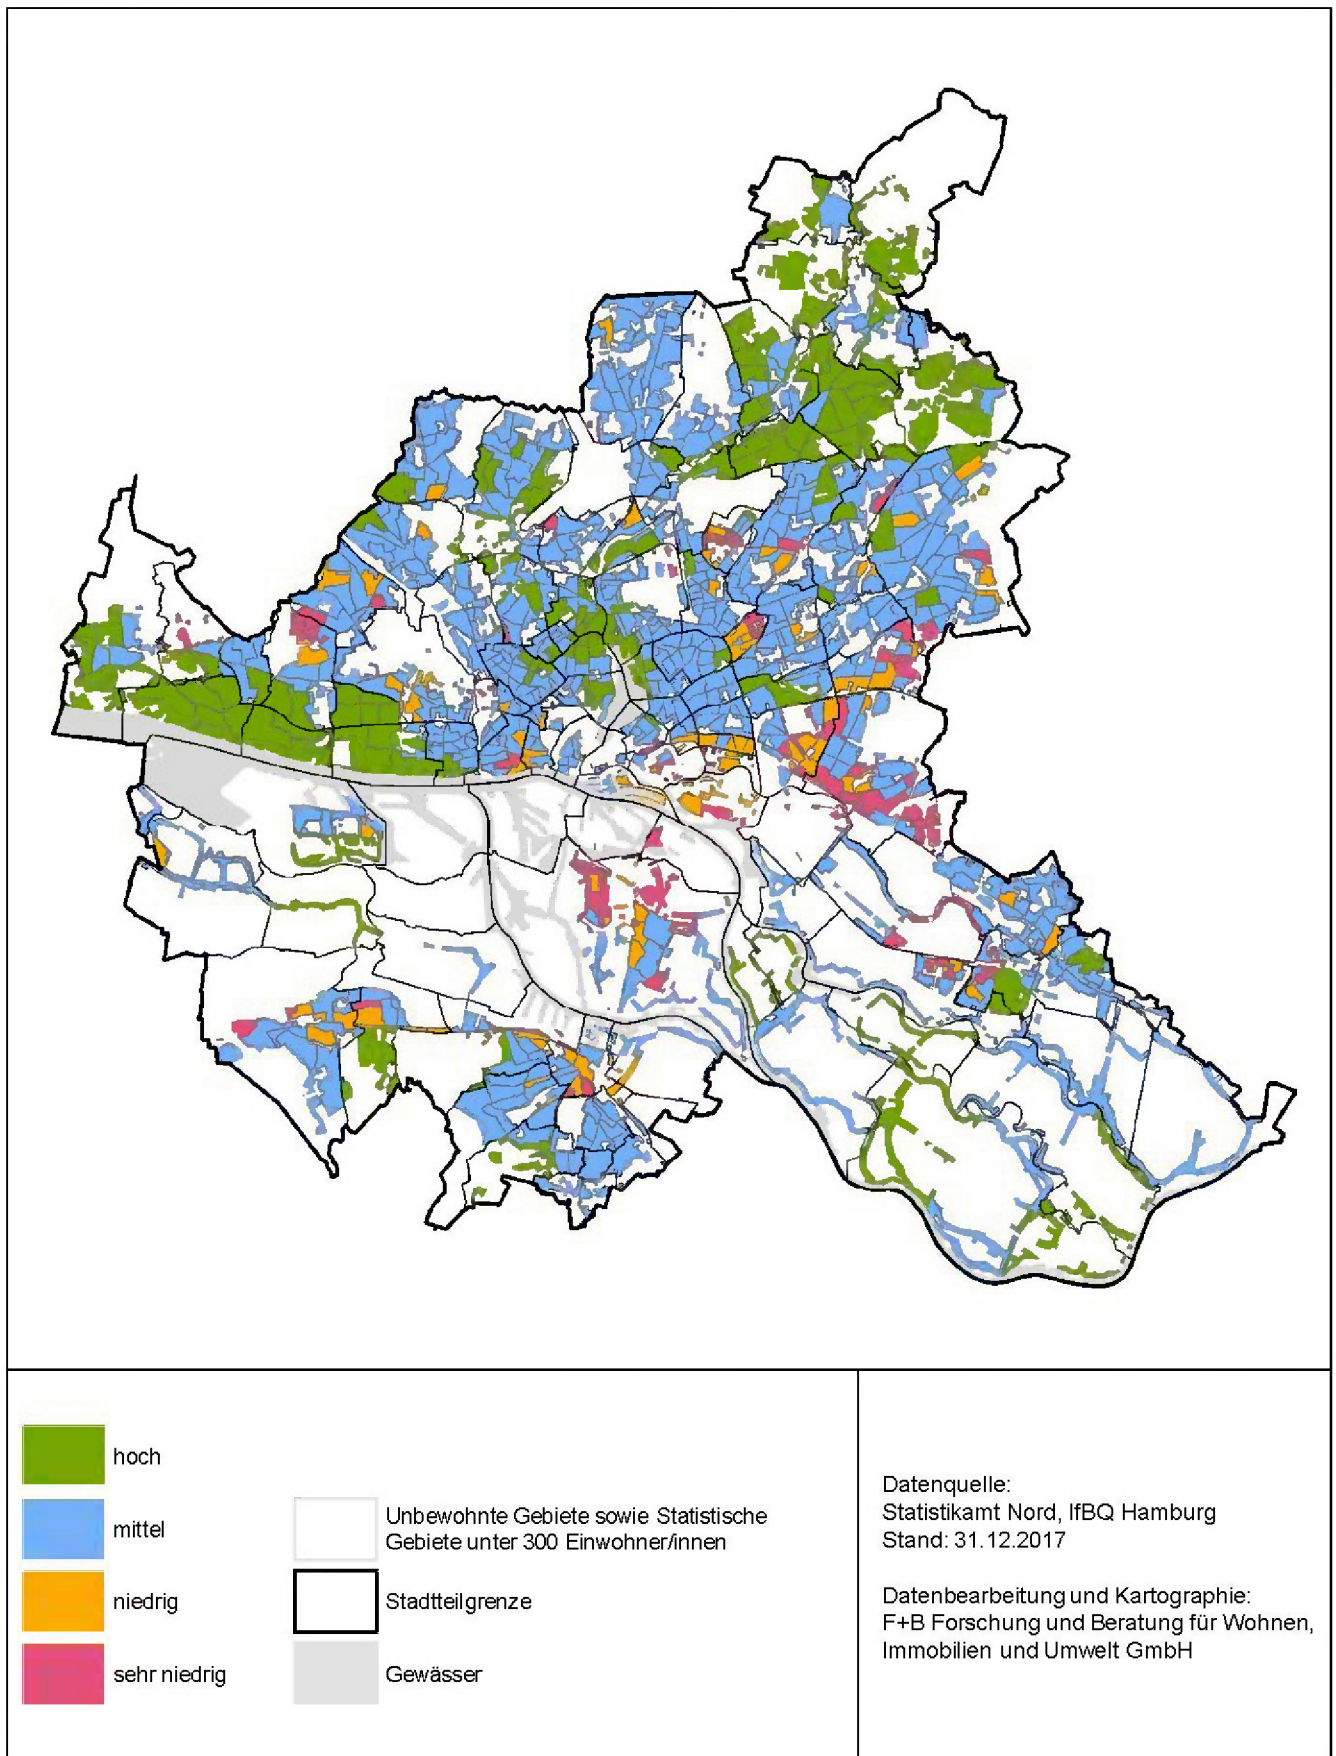 hoch
mittel
niedrig
sehr niedrig
Unbewohnte Gebiete sowie Statistische
Gebiete unter 300 Einwohner/innen
Stadtteilgrenze
Gewässer
Datenquelle:
Statistikamt Nord, IfBQ Hamburg
Stand: 31.12.2017
Datenbearbeitung und Kartographie:
F+B Forschung und Beratung für Wohnen,
Immobilien und Umwelt GmbH